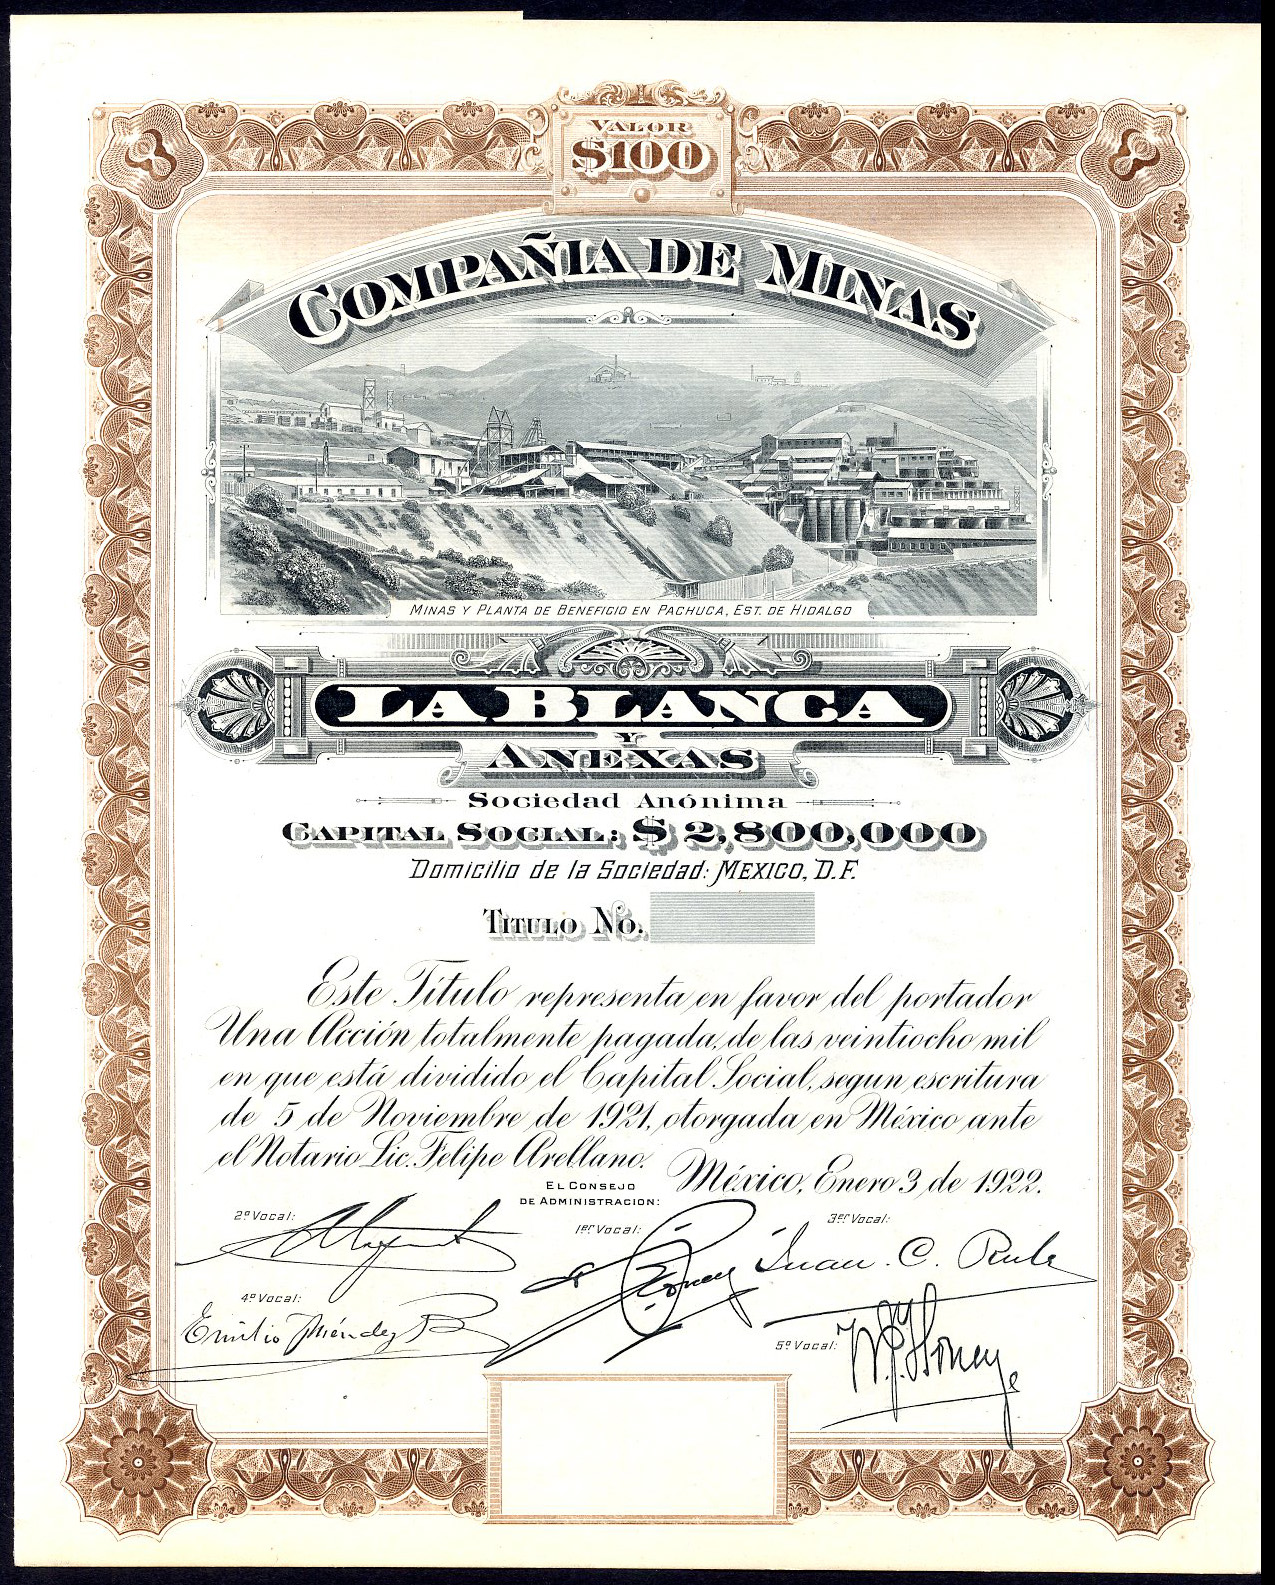 VALOR
$100
COMPAÑIA DE MINAS
MINAS Y PLANTA DE BENEFICIO EN PACHUCA, EST. DE HIDALGO
LA BLANCA
Y
ANEXAS
Sociedad Anónima
CAPITAL SOCIAL: $2,800,000
Domicilio de la Sociedad: MEXICO, D.F.
TITULO No.
Este Título representa en favor del portador
Una Acción totalmente pagada, de las veintiocho mil
en que está dividido el Capital Social, segun escritura
de 5 de Noviembre de 1921, otorgada en México ante
el Notario Lic. Felipe Arellano.
México, Enero 3 de 1922.
EL CONSEJO
DE ADMINISTRACION:
2º Vocal:
1er Vocal:
3er Vocal:
Juan C. Rule
4º Vocal:
Emilio Méndez B
5º Vocal: